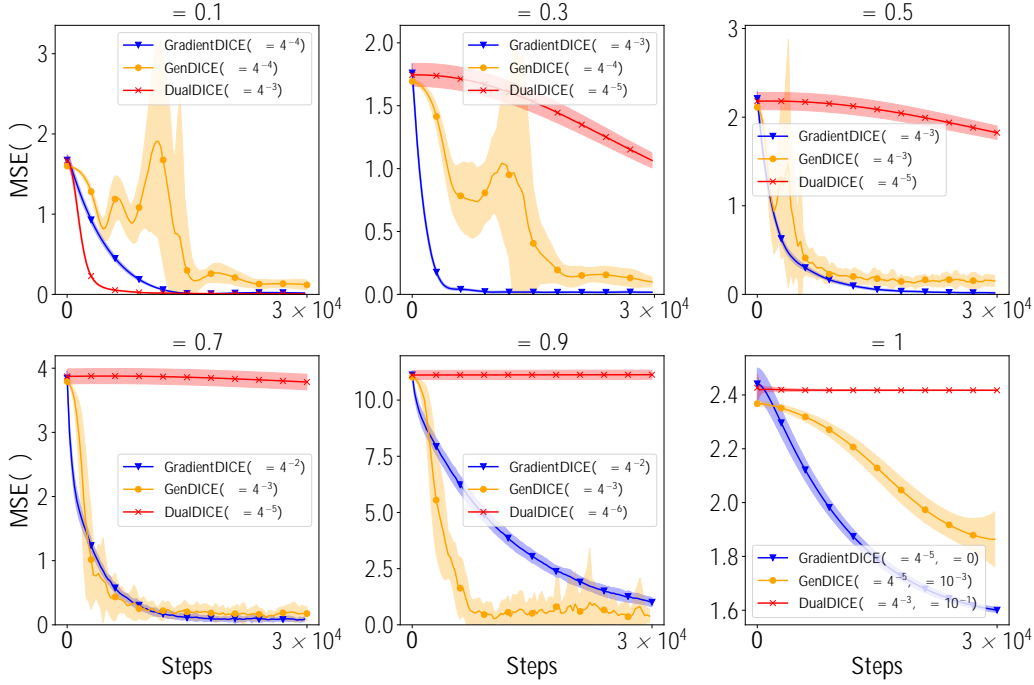 = 0.1
= 0.3
= 0.5
MSE( )
3
2
1
0
GradientDICE( = 4⁻⁴)
GenDICE( = 4⁻⁴)
DualDICE( = 4⁻³)
0
3 × 10⁴
2.0
1.5
1.0
0.5
0.0
GradientDICE( = 4⁻³)
GenDICE( = 4⁻⁴)
DualDICE( = 4⁻⁵)
0
3 × 10⁴
3
2
1
0
GradientDICE( = 4⁻³)
GenDICE( = 4⁻³)
DualDICE( = 4⁻⁵)
0
3 × 10⁴
= 0.7
= 0.9
= 1
MSE( )
4
3
2
1
0
GradientDICE( = 4⁻²)
GenDICE( = 4⁻³)
DualDICE( = 4⁻⁵)
0
3 × 10⁴
Steps
10.0
7.5
5.0
2.5
0.0
GradientDICE( = 4⁻²)
GenDICE( = 4⁻³)
DualDICE( = 4⁻⁶)
0
3 × 10⁴
Steps
2.4
2.2
2.0
1.8
1.6
GradientDICE( = 4⁻⁵, = 0)
GenDICE( = 4⁻⁵, = 10⁻³)
DualDICE( = 4⁻³, = 10⁻¹)
0
3 × 10⁴
Steps